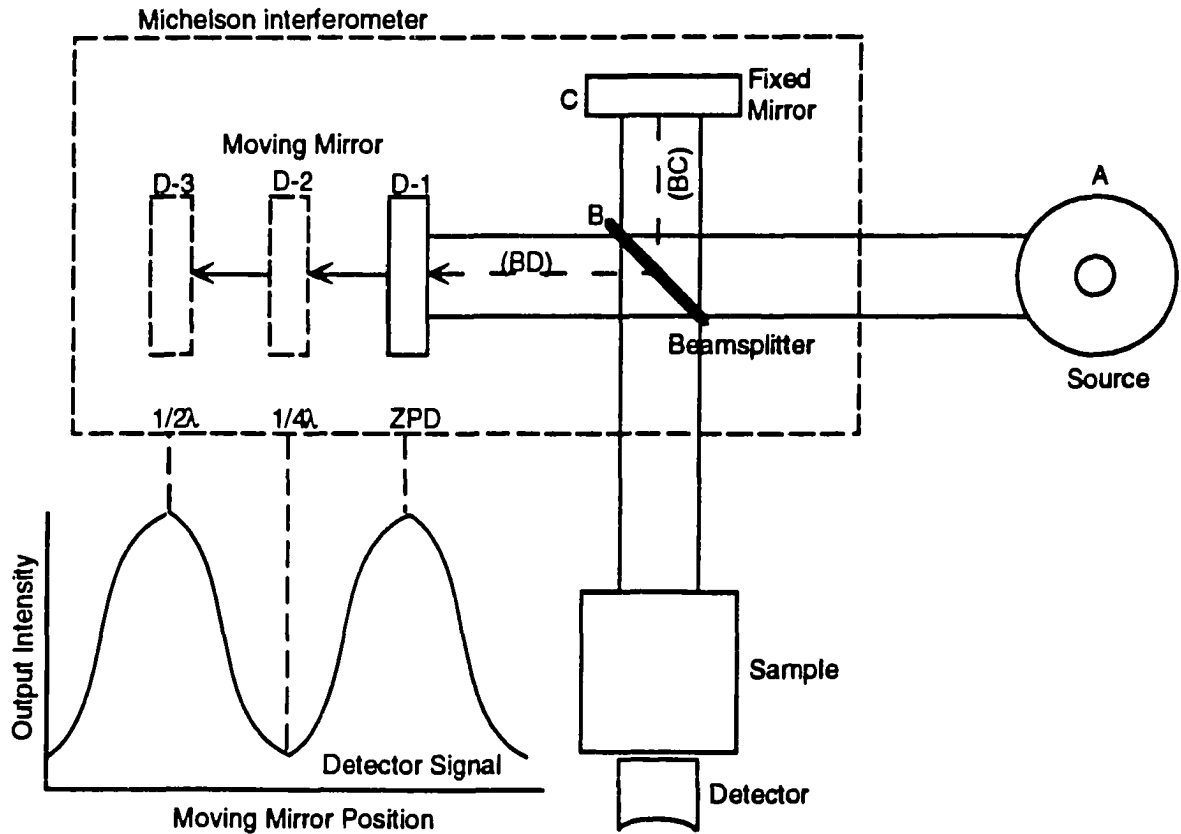 Michelson interferometer
C
Fixed
Mirror
Moving Mirror
D-3
D-2
D-1
(BC)
A
B
(BD)
Beamsplitter
Source
1/2λ
1/4λ
ZPD
Output Intensity
Detector Signal
Moving Mirror Position
Sample
Detector